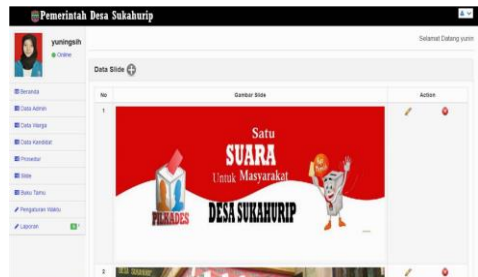 Pemerintah Desa Sukahurip
yuningsih
Online
Selamat Datang yunin
Data Slide
Beranda
Data Admin
Data Warga
Data Kandidat
Prosedur
Slide
Buku Tamu
Pengaturan Waktu
Laporan
No
Gambar Slide
Action
1
Satu
SUARA
Untuk Masyarakat
PILKADES
DESA SUKAHURIP
2